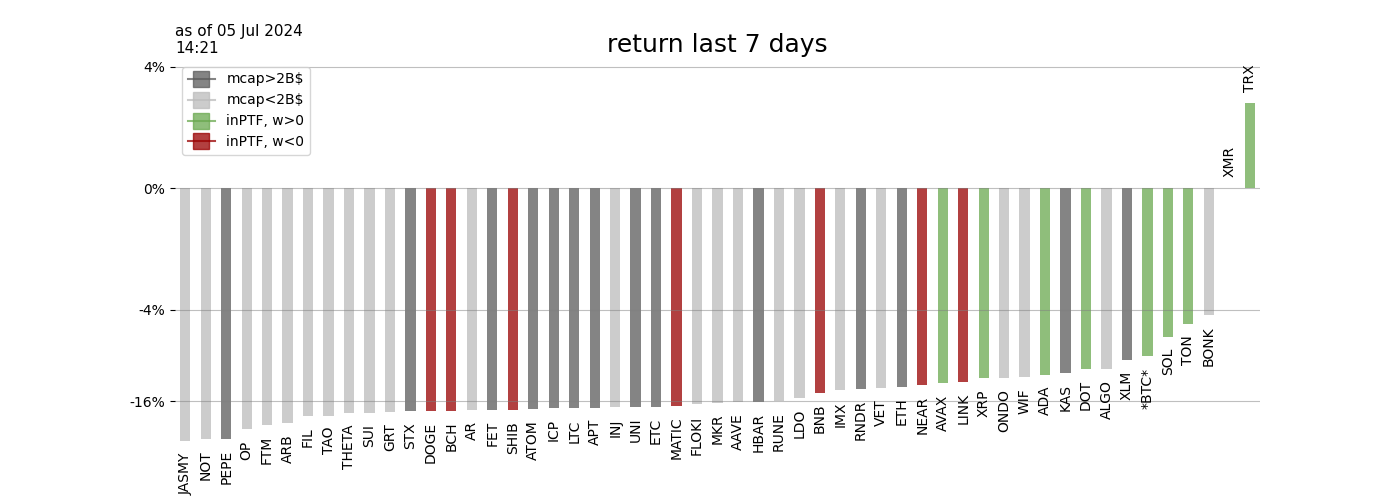 as of 05 Jul 2024
14:21
return last 7 days
4%
0%
-4%
-16%
mcap>2B$
mcap<2B$
inPTF, w>0
inPTF, w<0
JASMY
NOT
PEPE
OP
FTM
ARB
FIL
TAO
THETA
SUI
GRT
STX
DOGE
BCH
AR
FET
SHIB
ATOM
ICP
LTC
APT
INJ
UNI
ETC
MATIC
FLOKI
MKR
AAVE
HBAR
RUNE
LDO
BNB
IMX
RNDR
VET
ETH
NEAR
AVAX
LINK
XRP
ONDO
WIF
ADA
KAS
DOT
ALGO
XLM
*BTC*
SOL
TON
BONK
XMR
TRX